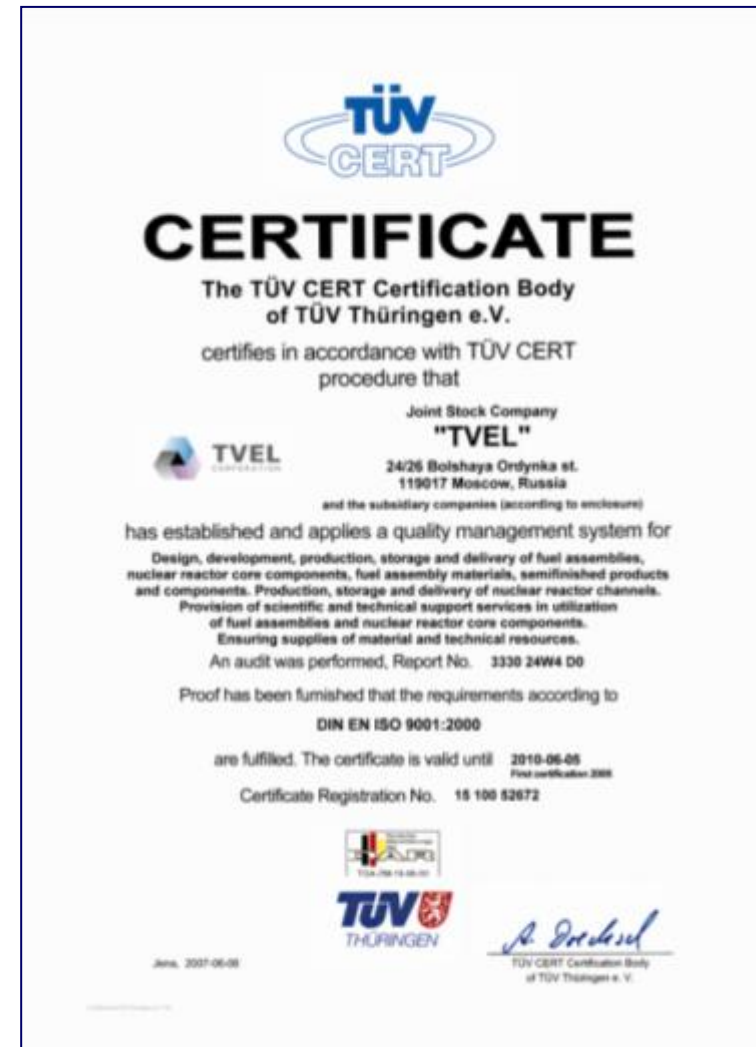 TÜV
CERT
CERTIFICATE
The TÜV CERT Certification Body
of TÜV Thüringen e.V.
certifies in accordance with TÜV CERT
procedure that
Joint Stock Company
"TVEL"
TVEL
CORPORATION
24/26 Bolshaya Ordynka st.
119017 Moscow, Russia
and the subsidiary companies (according to enclosure)
has established and applies a quality management system for
Design, development, production, storage and delivery of fuel assemblies,
nuclear reactor core components, fuel assembly materials, semifinished products
and components. Production, storage and delivery of nuclear reactor channels.
Provision of scientific and technical support services in utilization
of fuel assemblies and nuclear reactor core components.
Ensuring supplies of material and technical resources.
An audit was performed, Report No. 3330 24W4 D0
Proof has been furnished that the requirements according to
DIN EN ISO 9001:2000
are fulfilled. The certificate is valid until 2010-06-05
First certification 2005
Certificate Registration No. 15 100 52672
DAR
TÜV
THÜRINGEN
Jena, 2007-06-08
TÜV CERT Certification Body
of TÜV Thüringen e. V.